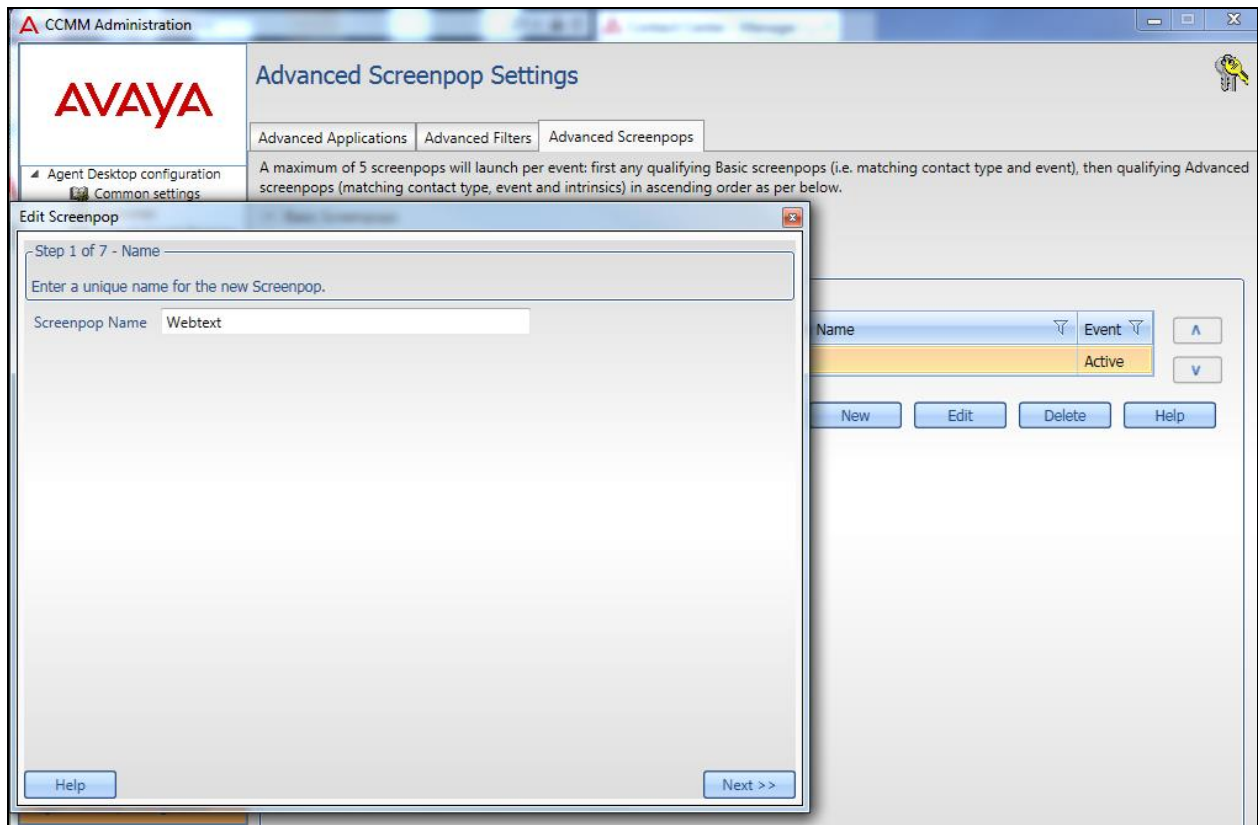 CCMM Administration
AVAYA
Advanced Screenpop Settings
Advanced Applications
Advanced Filters
Advanced Screenpops
A maximum of 5 screenpops will launch per event: first any qualifying Basic screenpops (i.e. matching contact type and event), then qualifying Advanced
screenpops (matching contact type, event and intrinsics) in ascending order as per below.
Agent Desktop configuration
Common settings
Edit Screenpop
Step 1 of 7 - Name
Enter a unique name for the new Screenpop.
Screenpop Name Webtext
Name
Event
Active
New
Edit
Delete
Help
Help
Next >>